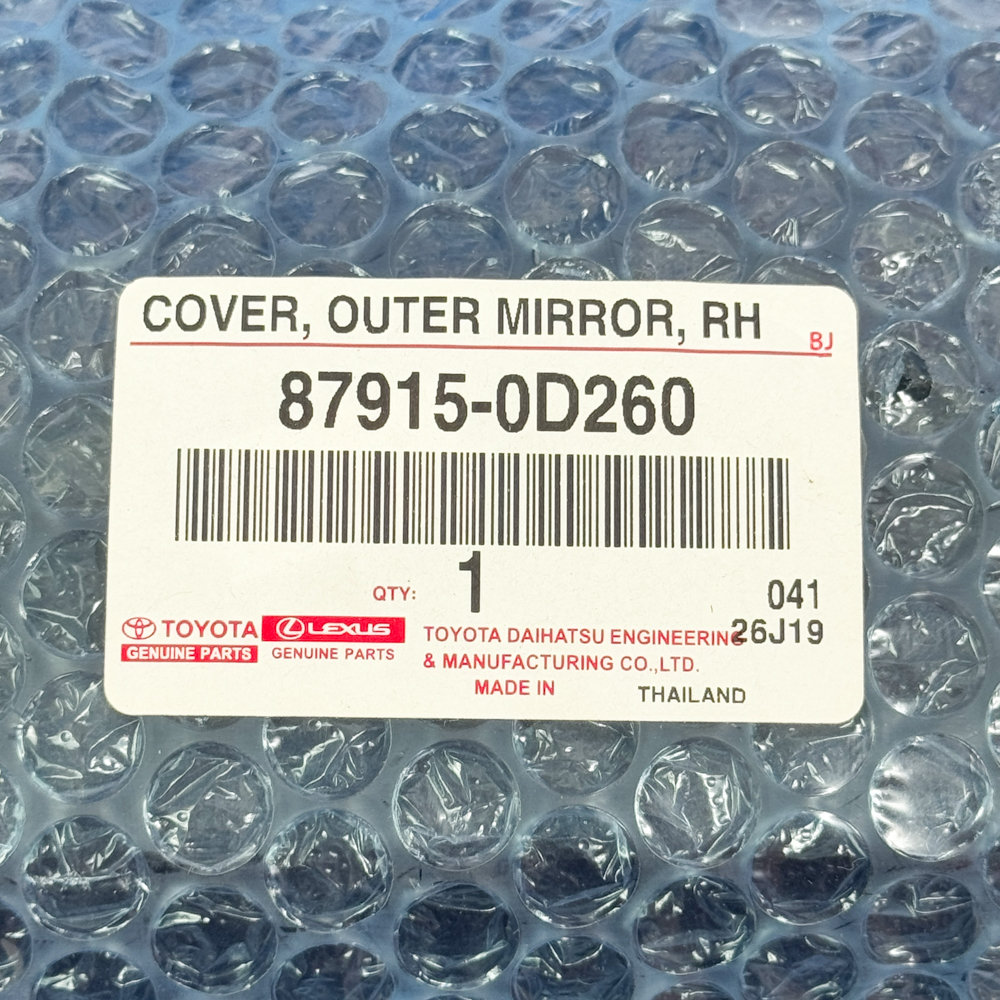 COVER, OUTER MIRROR, RH
BJ
87915-0D260
QTY: 1
041
26J19
TOYOTA
GENUINE PARTS
LEXUS
GENUINE PARTS
TOYOTA DAIHATSU ENGINEERING
& MANUFACTURING CO.,LTD.
MADE IN THAILAND